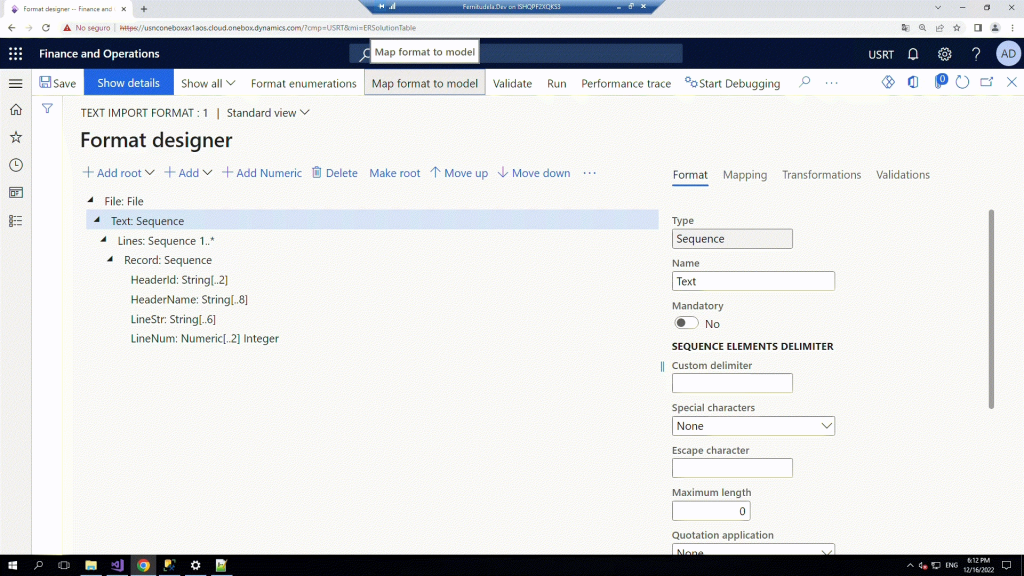 Format designer -- Finance and
Fernitudela.Dev on ISHQPF2XQKS3
No seguro
https://usnconeboxax1aos.cloud.onebox.dynamics.com/?cmp=USRT&mi=ERSolutionTable
Finance and Operations
Map format to model
USRT
AD
Save
Show details
Show all
Format enumerations
Map format to model
Validate
Run
Performance trace
Start Debugging
0
TEXT IMPORT FORMAT : 1 | Standard view
Format designer
Add root
Add
Add Numeric
Delete
Make root
Move up
Move down
Format
Mapping
Transformations
Validations
File: File
Text: Sequence
Lines: Sequence 1..*
Record: Sequence
HeaderId: String[..2]
HeaderName: String[..8]
LineStr: String[..6]
LineNum: Numeric[..2] Integer
Type
Sequence
Name
Text
Mandatory
No
SEQUENCE ELEMENTS DELIMITER
Custom delimiter
Special characters
None
Escape character
Maximum length
0
Quotation application
None
ENG
6:12 PM
12/16/2022